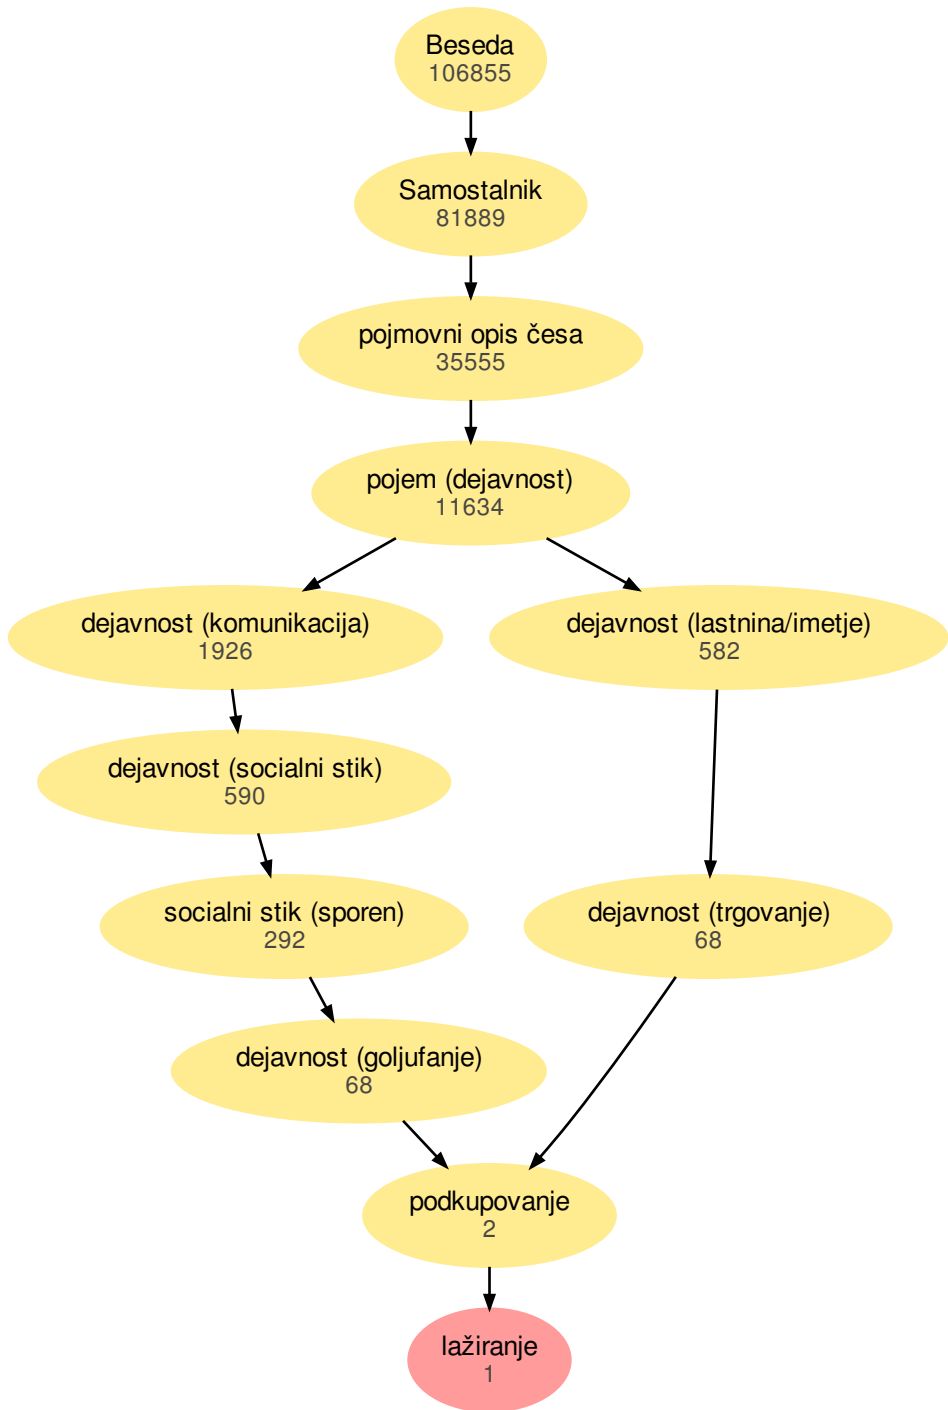 Beseda
106855
Samostalnik
81889
pojmovni opis česa
35555
pojem (dejavnost)
11634
dejavnost (komunikacija)
1926
dejavnost (lastnina/imetje)
582
dejavnost (socialni stik)
590
socialni stik (sporen)
292
dejavnost (trgovanje)
68
dejavnost (goljufanje)
68
podkupovanje
2
lažiranje
1